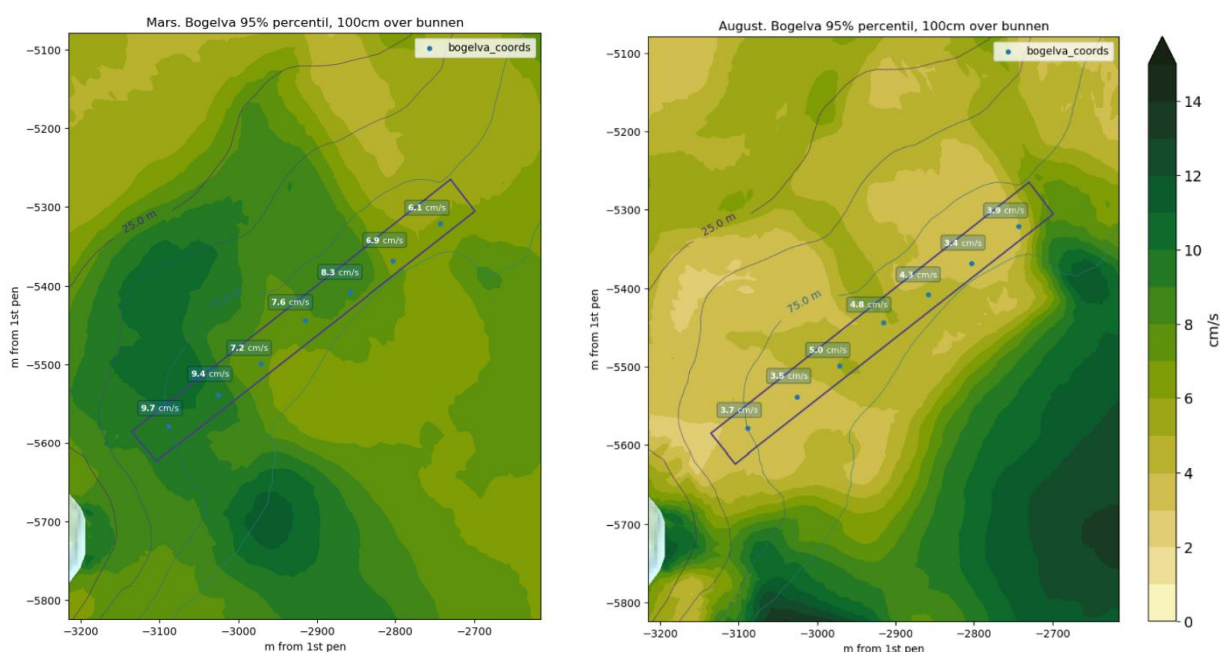 Mars. Bogelva 95% percentil, 100cm over bunnen
bogelva_coords
−5100
−5200
−5300
−5400
−5500
−5600
−5700
−5800
m from 1st pen
25.0 m
6.1 cm/s
6.9 cm/s
8.3 cm/s
7.6 cm/s
7.2 cm/s
9.4 cm/s
9.7 cm/s
−3200 −3100 −3000 −2900 −2800 −2700
m from 1st pen
August. Bogelva 95% percentil, 100cm over bunnen
bogelva_coords
−5100
−5200
−5300
−5400
−5500
−5600
−5700
−5800
m from 1st pen
25.0 m
75.0 m
3.9 cm/s
3.4 cm/s
4.3 cm/s
4.8 cm/s
5.0 cm/s
3.5 cm/s
3.7 cm/s
−3200 −3100 −3000 −2900 −2800 −2700
m from 1st pen
14
12
10
8
6
4
2
0
cm/s